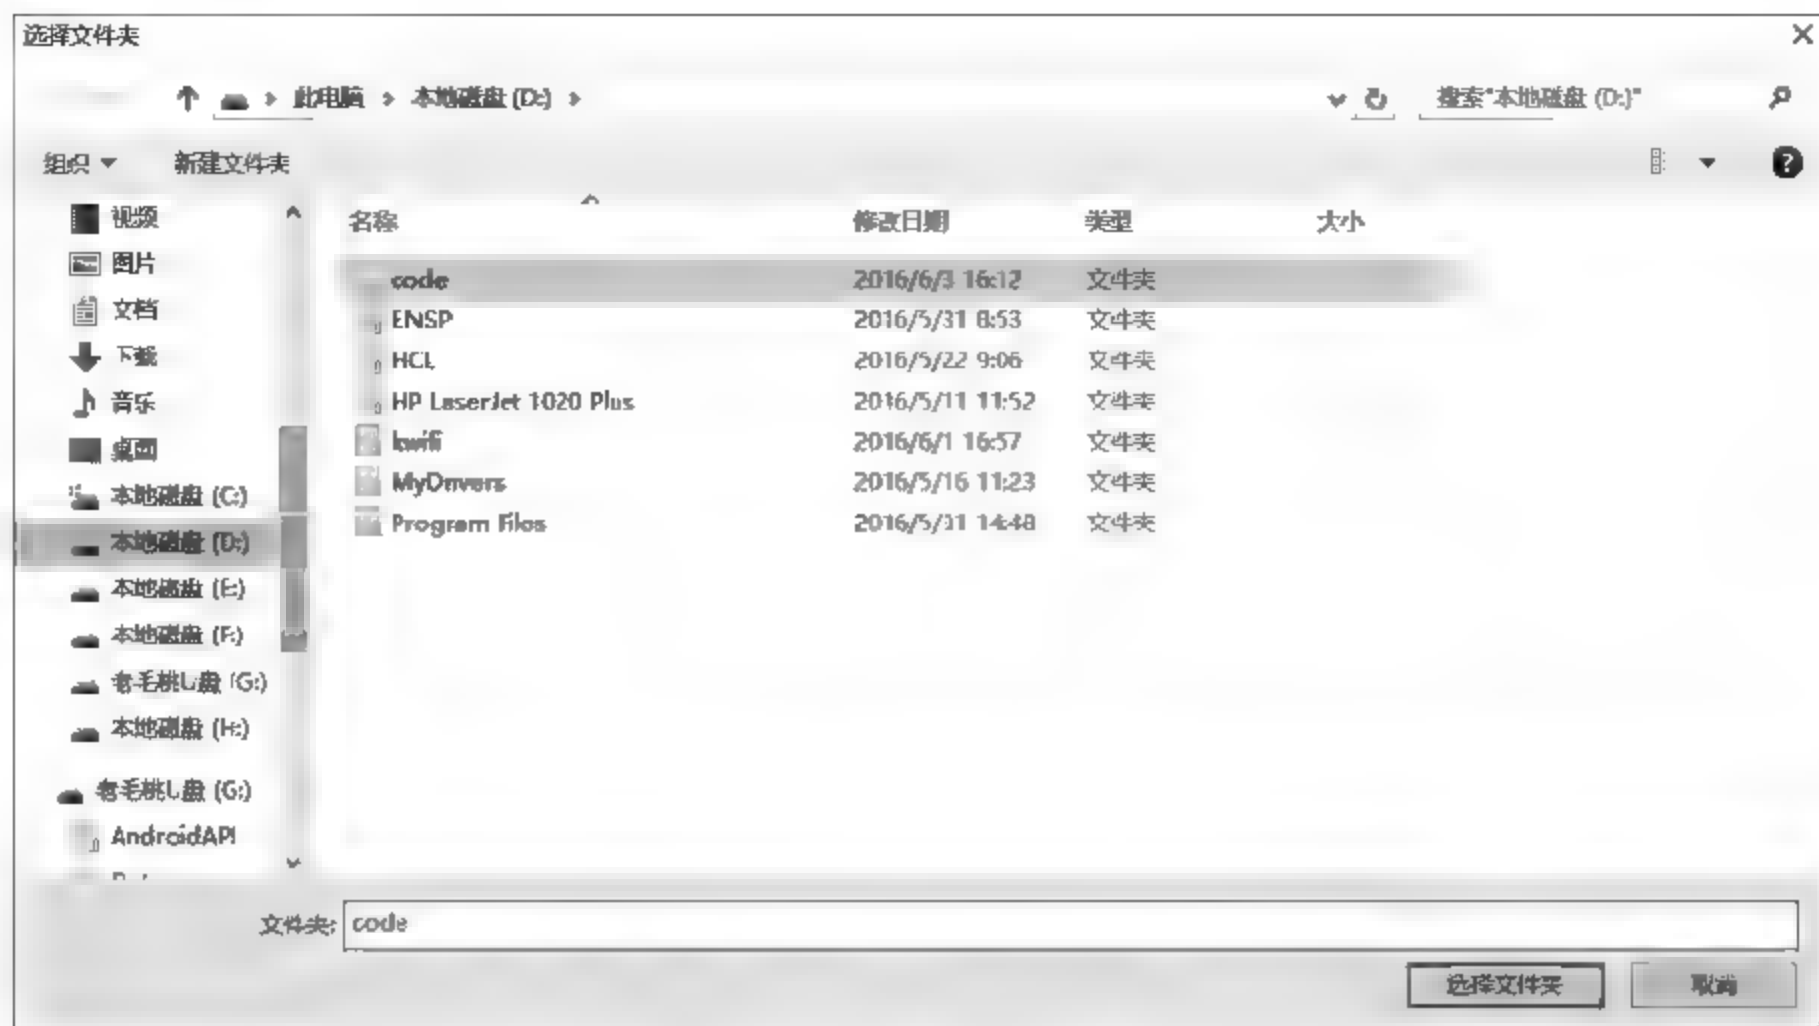 选择文件夹
此电脑 > 本地磁盘 (D:) >
搜索"本地磁盘 (D:)"
组织
新建文件夹
名称 修改日期 类型 大小
code 2016/6/3 16:12 文件夹
ENSP 2016/5/31 8:53 文件夹
HCL 2016/5/22 9:06 文件夹
HP LaserJet 1020 Plus 2016/5/11 11:52 文件夹
kwifi 2016/6/1 16:57 文件夹
MyDrivers 2016/5/16 11:23 文件夹
Program Files 2016/5/31 14:48 文件夹
视频
图片
文档
下载
音乐
桌面
本地磁盘 (C:)
本地磁盘 (D:)
本地磁盘 (E:)
本地磁盘 (F:)
老毛桃U盘 (G:)
本地磁盘 (H:)
老毛桃U盘 (G:)
AndroidAPI
文件夹: code
选择文件夹
取消